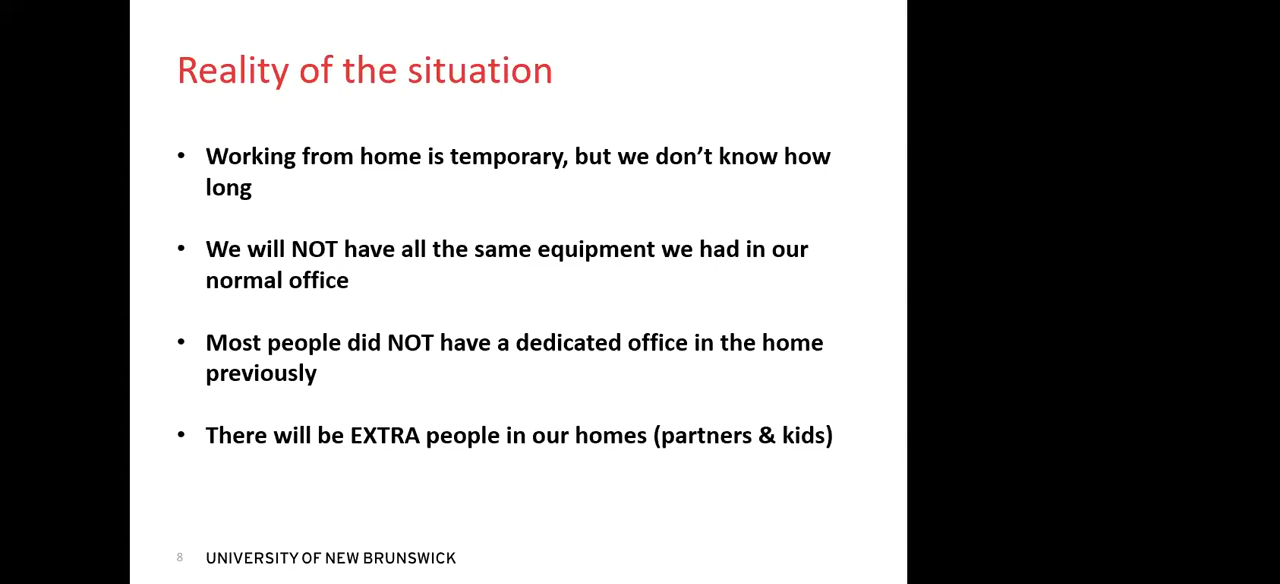 Reality of the situation
• Working from home is temporary, but we don’t know how
long
• We will NOT have all the same equipment we had in our
normal office
• Most people did NOT have a dedicated office in the home
previously
• There will be EXTRA people in our homes (partners & kids)
8 UNIVERSITY OF NEW BRUNSWICK